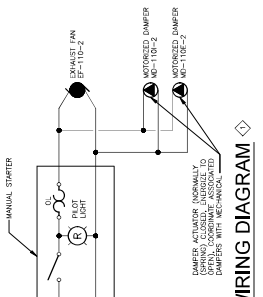 MANUAL STARTER
OL
PILOT
LIGHT
R
EXHAUST FAN
EF-110-2
MOTORIZED DAMPER
MD-110I-2
MOTORIZED DAMPER
MD-110E-2
DAMPER ACTUATOR (NORMALLY
(SPRING) CLOSED, ENERGIZE TO
OPEN), COORDINATE ASSOCIATED
DAMPERS WITH MECHANICAL
WIRING DIAGRAM 1